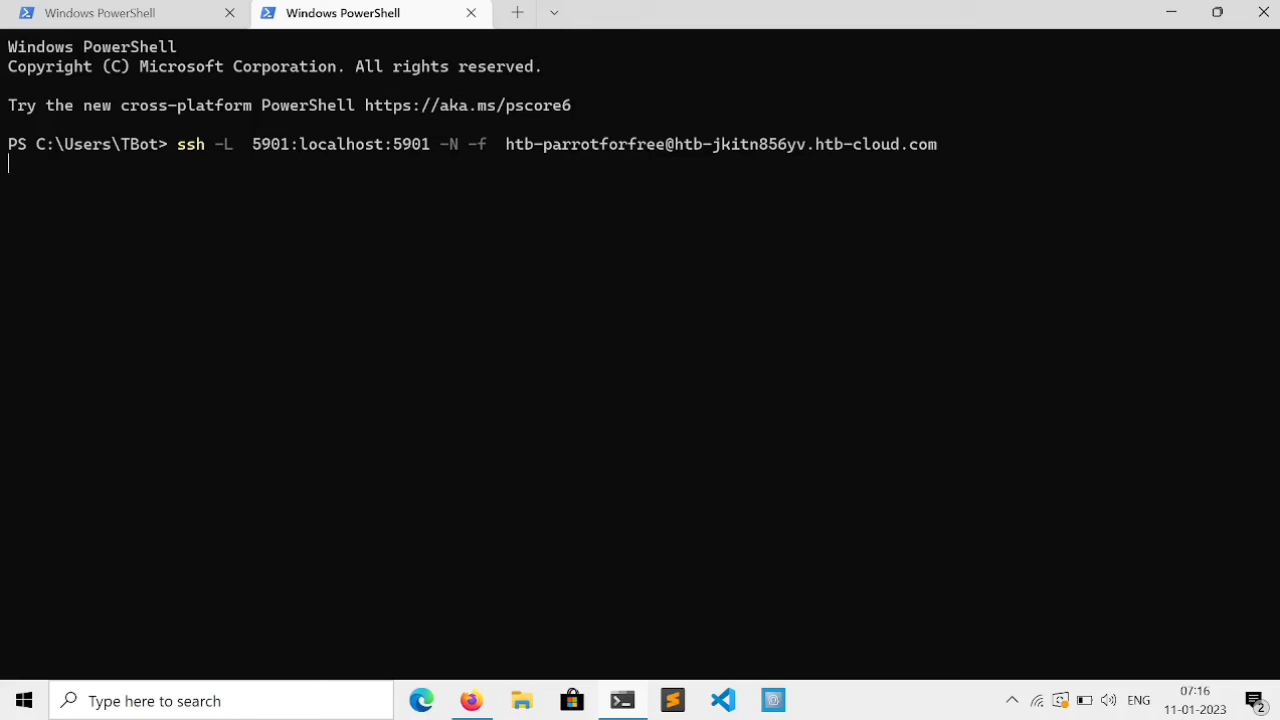 Windows PowerShell
Windows PowerShell
Windows PowerShell
Copyright (C) Microsoft Corporation. All rights reserved.
Try the new cross-platform PowerShell https://aka.ms/pscore6
PS C:\Users\TBot> ssh -L  5901:localhost:5901 -N -f  htb-parrotforfree@htb-jkitn856yv.htb-cloud.com
Type here to search
ENG
07:16
11-01-2023
2